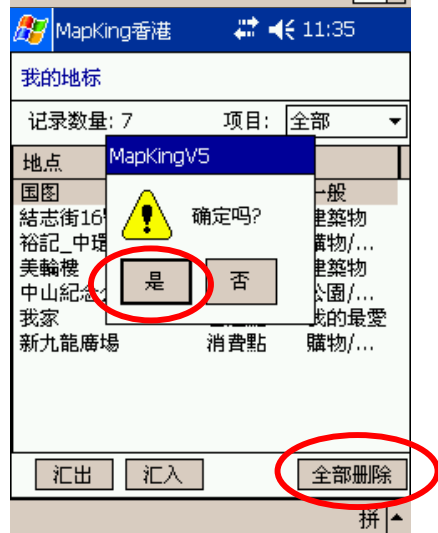 MapKing香港 11:35
我的地标
记录数量: 7 项目: 全部
地点
MapKingV5
国图 一般
結志街16 建築物
确定吗?
裕記_中環 購物/...
美輪樓 建築物
是 否
中山紀念 公園/...
我家 我的最愛
新九龍廣場 消費點 購物/...
汇出 汇入 全部删除
拼